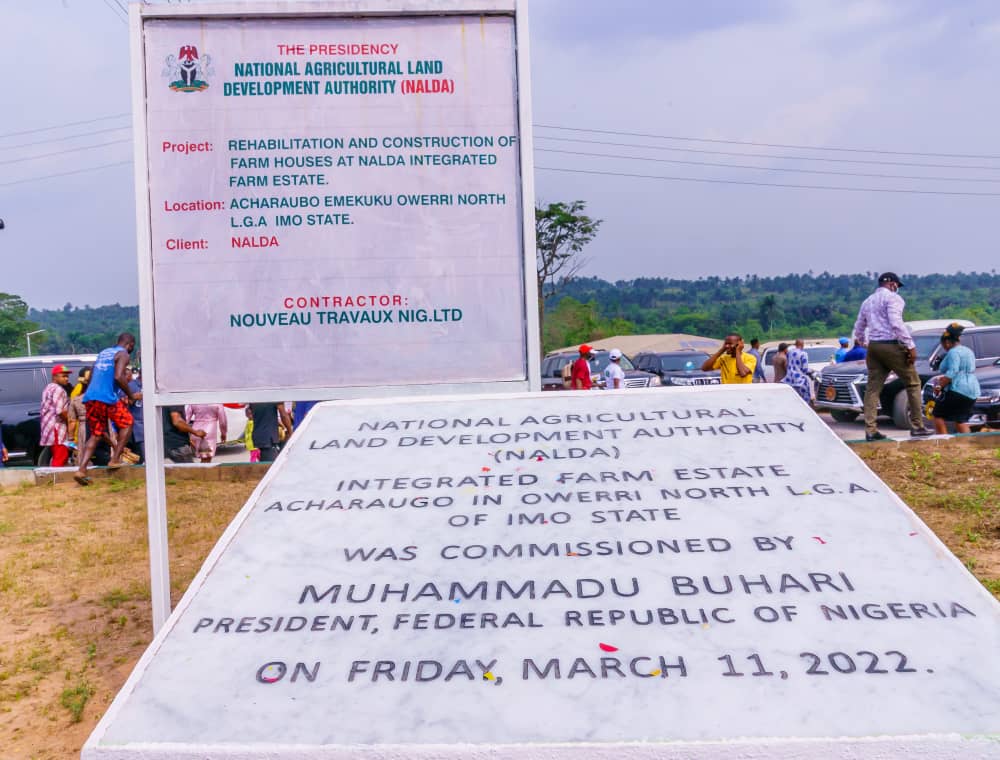 THE PRESIDENCY
NATIONAL AGRICULTURAL LAND
DEVELOPMENT AUTHORITY (NALDA)
Project: REHABILITATION AND CONSTRUCTION OF
FARM HOUSES AT NALDA INTEGRATED
FARM ESTATE.
Location: ACHARAUBO EMEKUKU OWERRI NORTH
L.G.A IMO STATE.
Client: NALDA
CONTRACTOR:
NOUVEAU TRAVAUX NIG.LTD
NATIONAL AGRICULTURAL
LAND DEVELOPMENT AUTHORITY
(NALDA)
INTEGRATED FARM ESTATE
ACHARAUGO IN OWERRI NORTH L.G.A.
OF IMO STATE
WAS COMMISSIONED BY
MUHAMMADU BUHARI
PRESIDENT, FEDERAL REPUBLIC OF NIGERIA
ON FRIDAY, MARCH 11, 2022.